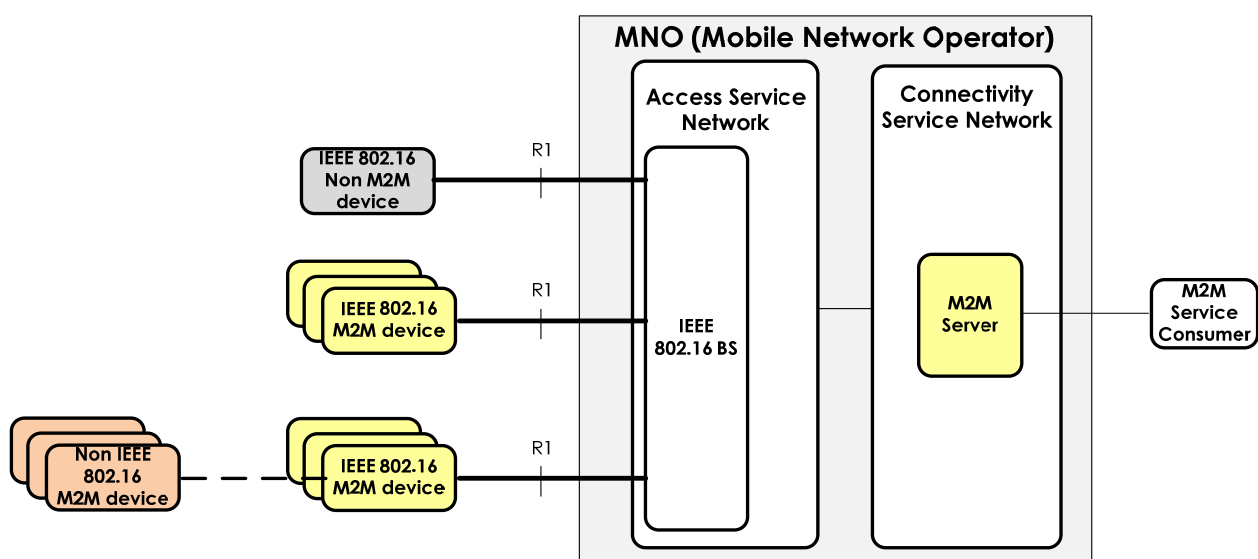 MNO (Mobile Network Operator)
Access Service
Network
Connectivity
Service Network
R1
IEEE 802.16
Non M2M
device
R1
IEEE 802.16
M2M device
IEEE
802.16 BS
M2M
Server
M2M
Service
Consumer
R1
Non IEEE
802.16
M2M device
IEEE 802.16
M2M device